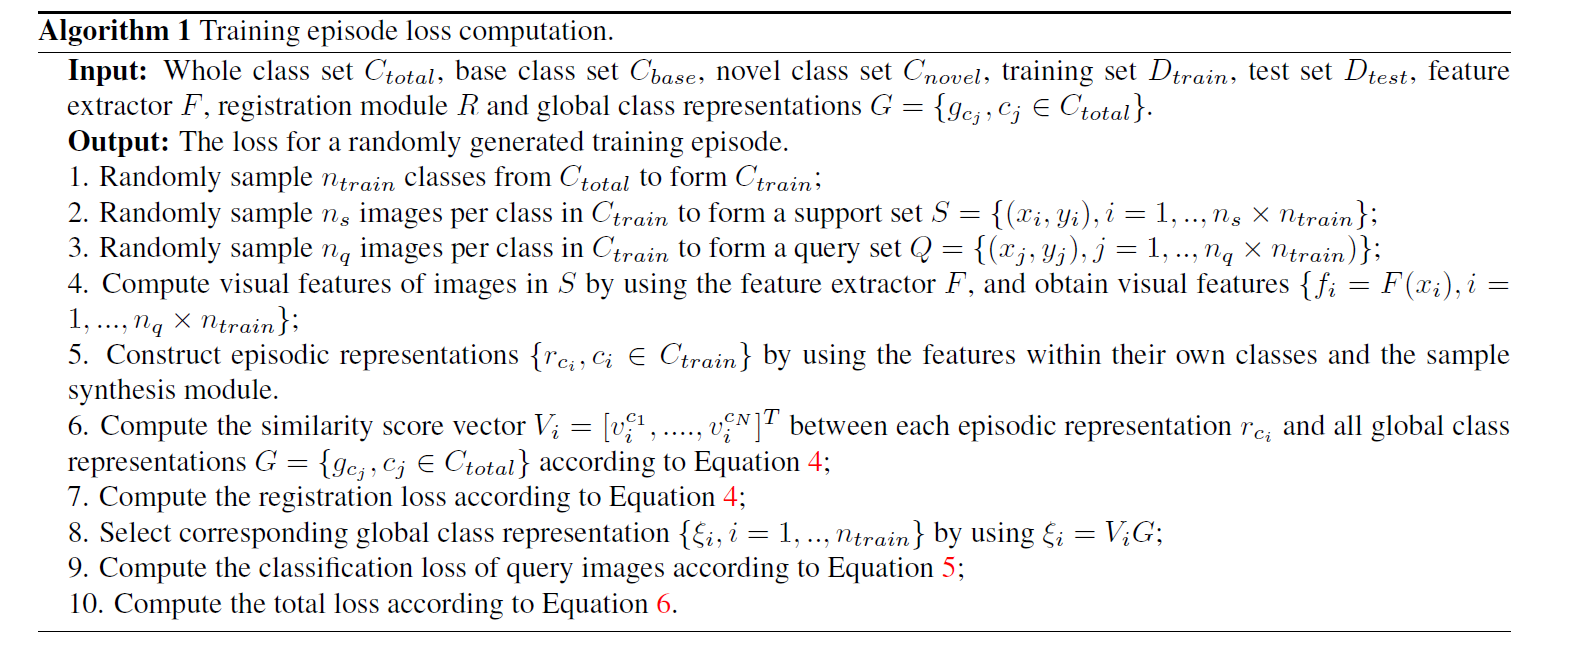 Algorithm 1 Training episode loss computation.
Input: Whole class set $C_{total}$, base class set $C_{base}$, novel class set $C_{novel}$, training set $D_{train}$, test set $D_{test}$, feature
extractor $F$, registration module $R$ and global class representations $G = \{g_{c_j}, c_j \in C_{total}\}$.
Output: The loss for a randomly generated training episode.
1. Randomly sample $n_{train}$ classes from $C_{total}$ to form $C_{train}$;
2. Randomly sample $n_s$ images per class in $C_{train}$ to form a support set $S = \{(x_i, y_i), i = 1, .., n_s \times n_{train}\}$;
3. Randomly sample $n_q$ images per class in $C_{train}$ to form a query set $Q = \{(x_j, y_j), j = 1, .., n_q \times n_{train})\}$;
4. Compute visual features of images in $S$ by using the feature extractor $F$, and obtain visual features $\{f_i = F(x_i), i =$
$1, ..., n_q \times n_{train}\}$;
5. Construct episodic representations $\{r_{c_i}, c_i \in C_{train}\}$ by using the features within their own classes and the sample
synthesis module.
6. Compute the similarity score vector $V_i = [v_i^{c_1}, ...., v_i^{c_N}]^T$ between each episodic representation $r_{c_i}$ and all global class
representations $G = \{g_{c_j}, c_j \in C_{total}\}$ according to Equation 4;
7. Compute the registration loss according to Equation 4;
8. Select corresponding global class representation $\{\xi_i, i = 1, .., n_{train}\}$ by using $\xi_i = V_i G$;
9. Compute the classification loss of query images according to Equation 5;
10. Compute the total loss according to Equation 6.